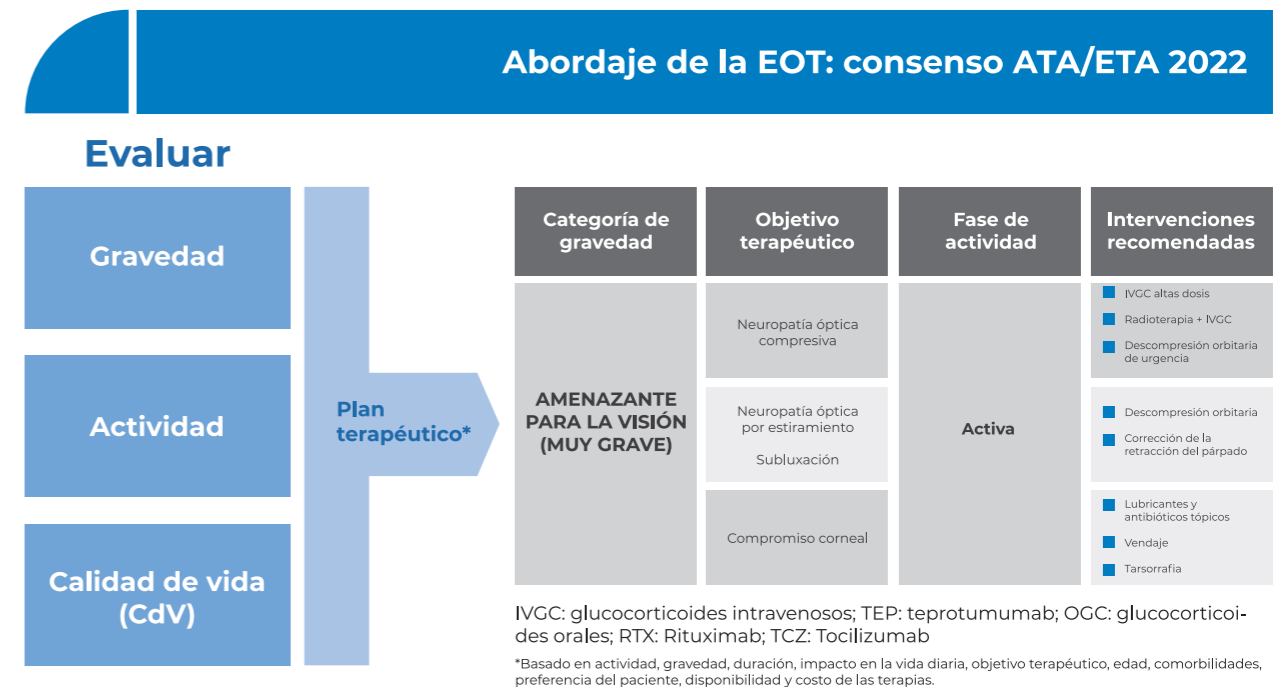 Abordaje de la EOT: consenso ATA/ETA 2022
Evaluar
Gravedad
Actividad
Calidad de vida
(CdV)
Plan
terapéutico*
Categoría de
gravedad
Objetivo
terapéutico
Fase de
actividad
Intervenciones
recomendadas
AMENAZANTE
PARA LA VISIÓN
(MUY GRAVE)
Neuropatía óptica
compresiva
Neuropatía óptica
por estiramiento
Subluxación
Compromiso corneal
Activa
IVGC altas dosis
Radioterapia + IVGC
Descompresión orbitaria
de urgencia
Descompresión orbitaria
Corrección de la
retracción del párpado
Lubricantes y
antibióticos tópicos
Vendaje
Tarsorrafia
IVGC: glucocorticoides intravenosos; TEP: teprotumumab; OGC: glucocorticoi-
des orales; RTX: Rituximab; TCZ: Tocilizumab
*Basado en actividad, gravedad, duración, impacto en la vida diaria, objetivo terapéutico, edad, comorbilidades,
preferencia del paciente, disponibilidad y costo de las terapias.